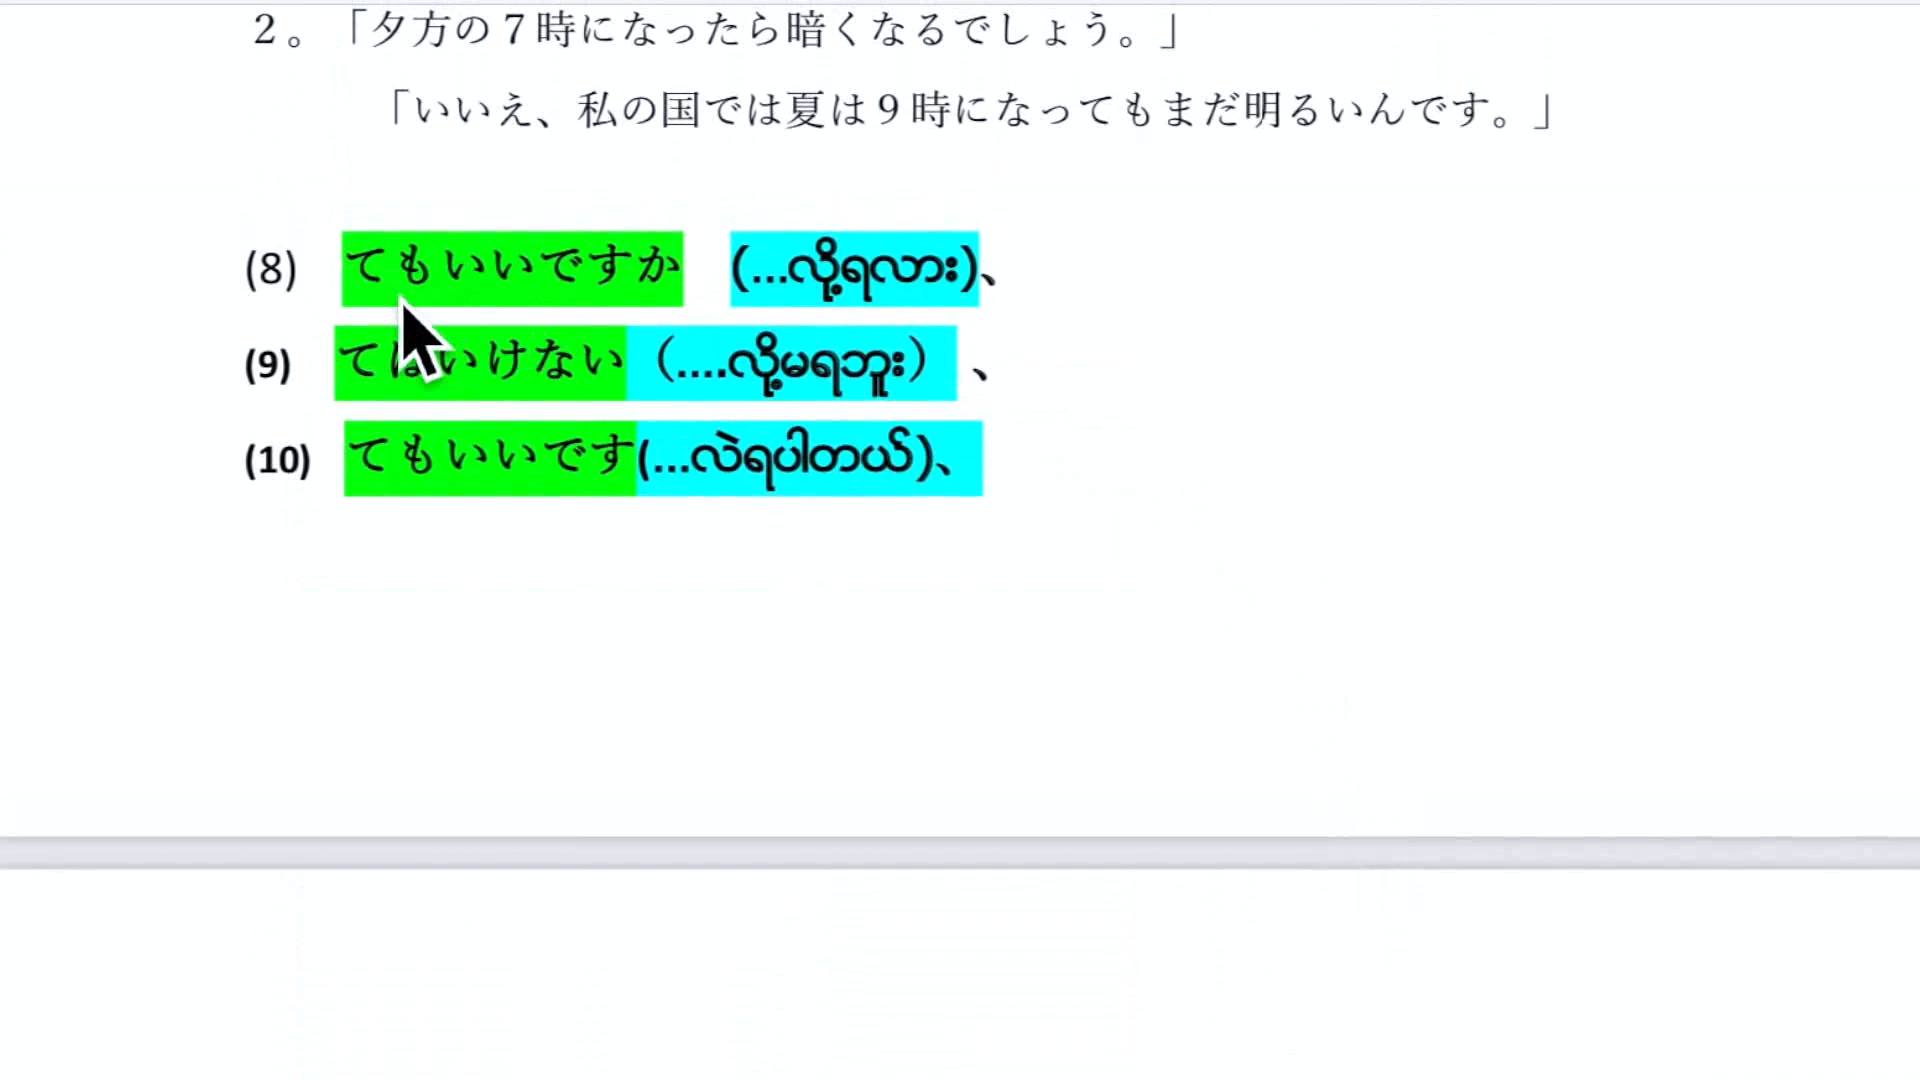 ２。「夕方の７時になったら暗くなるでしょう。」
「いいえ、私の国では夏は９時になってもまだ明るいんです。」
(8) てもいいですか (...လို့ရလား)、
(9) てはいけない（....လို့မရဘူး）、
(10) てもいいです(...လဲရပါတယ်)、